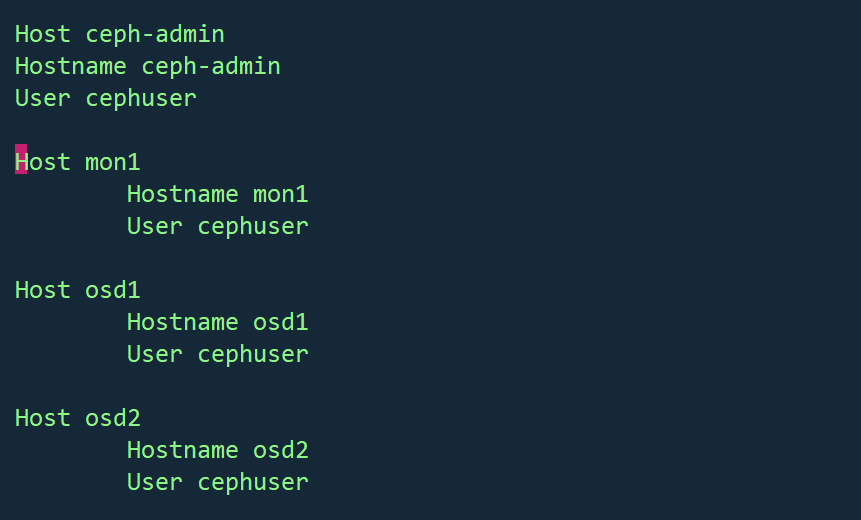 Host ceph-admin
Hostname ceph-admin
User cephuser
Host mon1
Hostname mon1
User cephuser
Host osd1
Hostname osd1
User cephuser
Host osd2
Hostname osd2
User cephuser